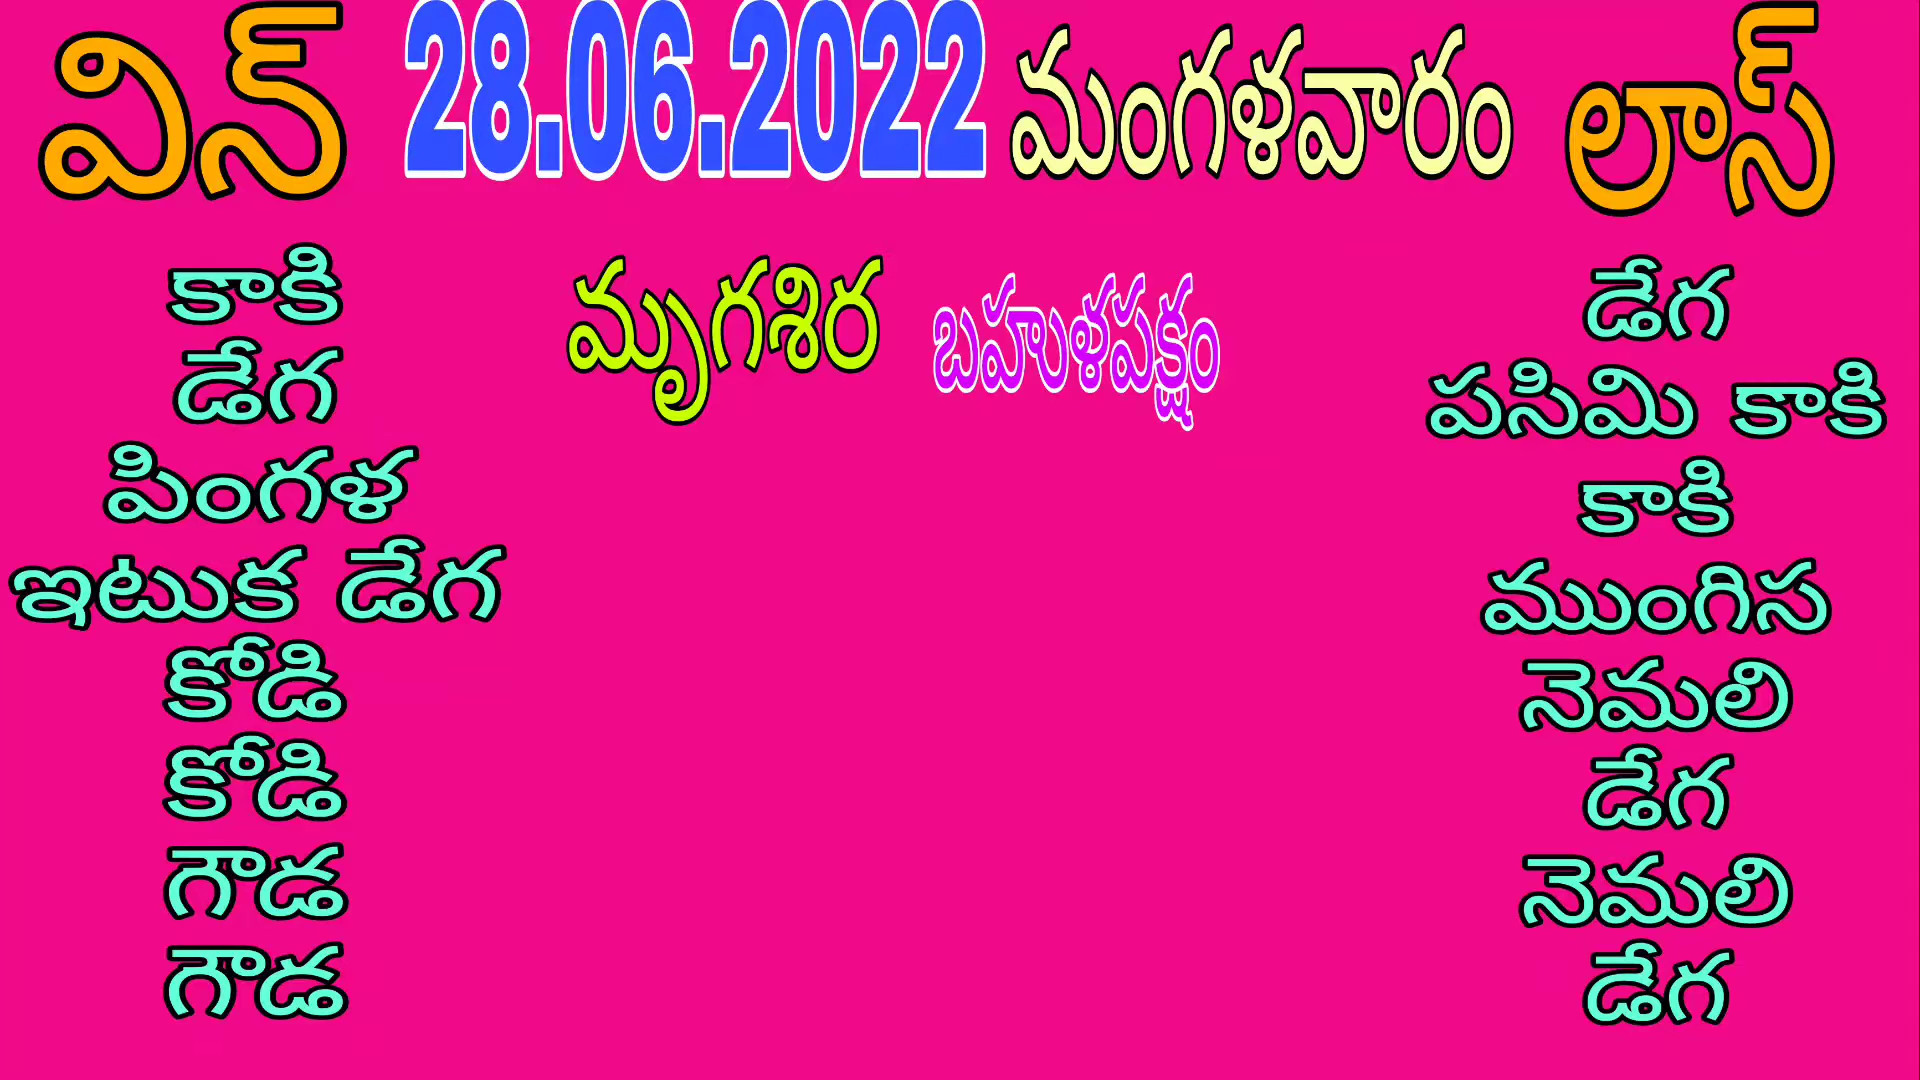 విన్ 28.06.2022 మంగళవారం లాస్
మృగశిర బహుళపక్షం
కాకి డేగ
డేగ పసిమి కాకి
పింగళ కాకి
ఇటుక డేగ ముంగిస
కోడి నెమలి
కోడి డేగ
గౌడ నెమలి
గౌడ డేగ